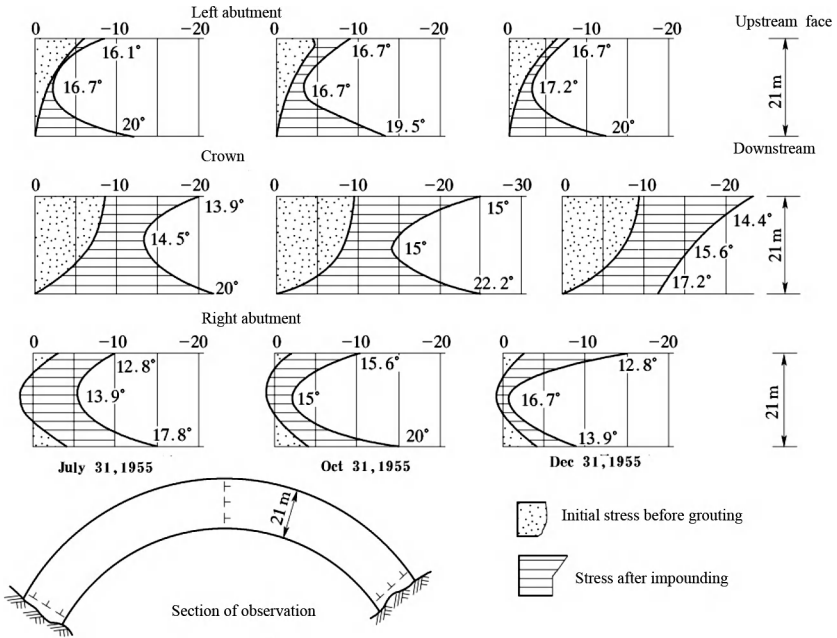 Left abutment
Upstream face
0 −10 −20
0 −10 −20
0 −10 −20
16.1° 16.7° 20°
16.7° 16.7° 19.5°
16.7° 17.2° 20°
21 m
Crown
Downstream
0 −10 −20
0 −10 −20 −30
0 −10 −20
13.9° 14.5° 20°
15° 15° 22.2°
14.4° 15.6° 17.2°
21 m
Right abutment
0 −10 −20
0 −10 −20
0 −10 −20
12.8° 13.9° 17.8°
15.6° 15° 20°
12.8° 16.7° 13.9°
21 m
July 31,1955
Oct 31,1955
Dec 31,1955
21 m
Initial stress before grouting
Stress after impounding
Section of observation